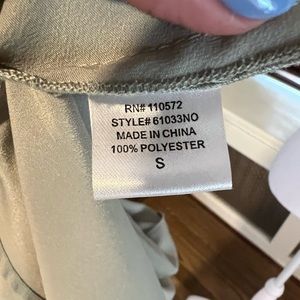 RN# 110572
STYLE# 61033NO
MADE IN CHINA
100% POLYESTER
S